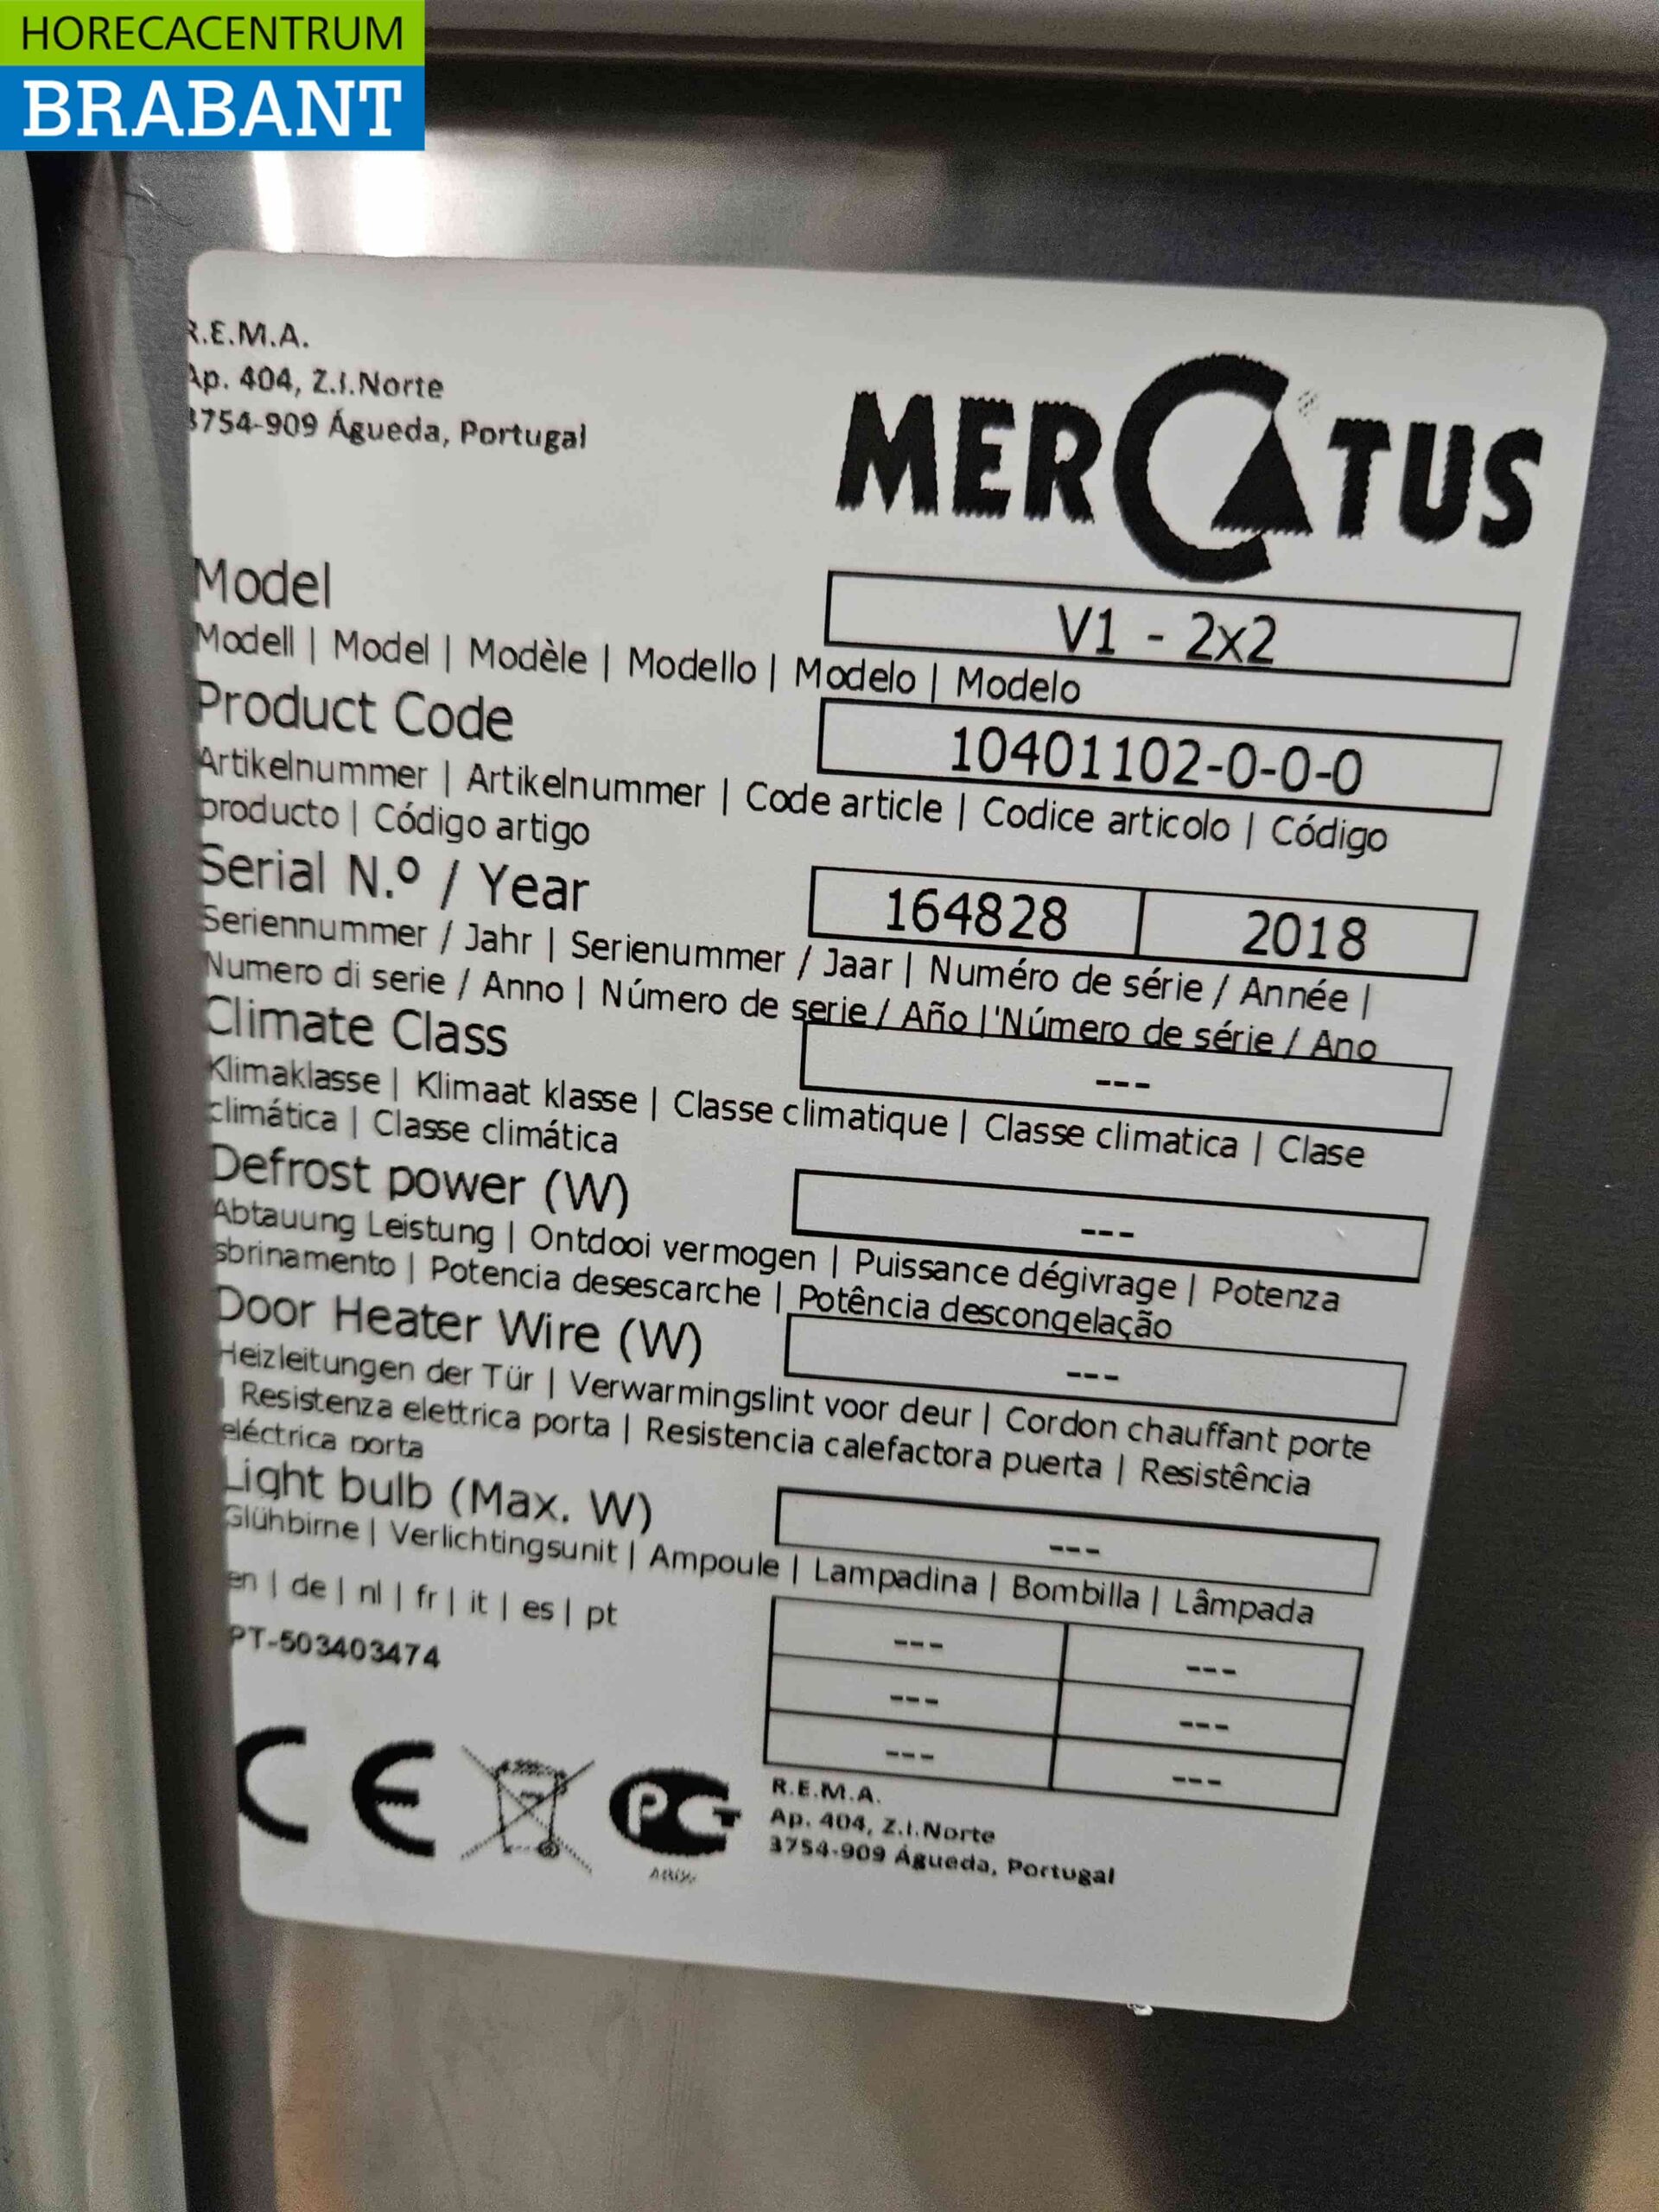 HORECACENTRUM
BRABANT
R.E.M.A.
Ap. 404, Z.I.Norte
3754-909 Águeda, Portugal
MERCATUS
Model
V1 - 2x2
Modell | Model | Modèle | Modello | Modelo | Modelo
Product Code
10401102-0-0-0
Artikelnummer | Artikelnummer | Code article | Codice articolo | Código
producto | Código artigo
Serial N.º / Year
164828 2018
Seriennummer / Jahr | Serienummer / Jaar | Numéro de série / Année |
Numero di serie / Anno | Número de serie / Año |'Número de série / Ano
Climate Class
---
Klimaklasse | Klimaat klasse | Classe climatique | Classe climatica | Clase
climática | Classe climática
Defrost power (W)
---
Abtauung Leistung | Ontdooi vermogen | Puissance dégivrage | Potenza
sbrinamento | Potencia desescarche | Potência descongelação
Door Heater Wire (W)
---
Heizleitungen der Tür | Verwarmingslint voor deur | Cordon chauffant porte
| Resistenza elettrica porta | Resistencia calefactora puerta | Resistência
eléctrica porta
Light bulb (Max. W)
---
Glühbirne | Verlichtingsunit | Ampoule | Lampadina | Bombilla | Lâmpada
en | de | nl | fr | it | es | pt
--- ---
PT-503403474
--- ---
--- ---
CE
PCT
R.E.M.A.
Ap. 404, Z.I.Norte
3754-909 Águeda, Portugal